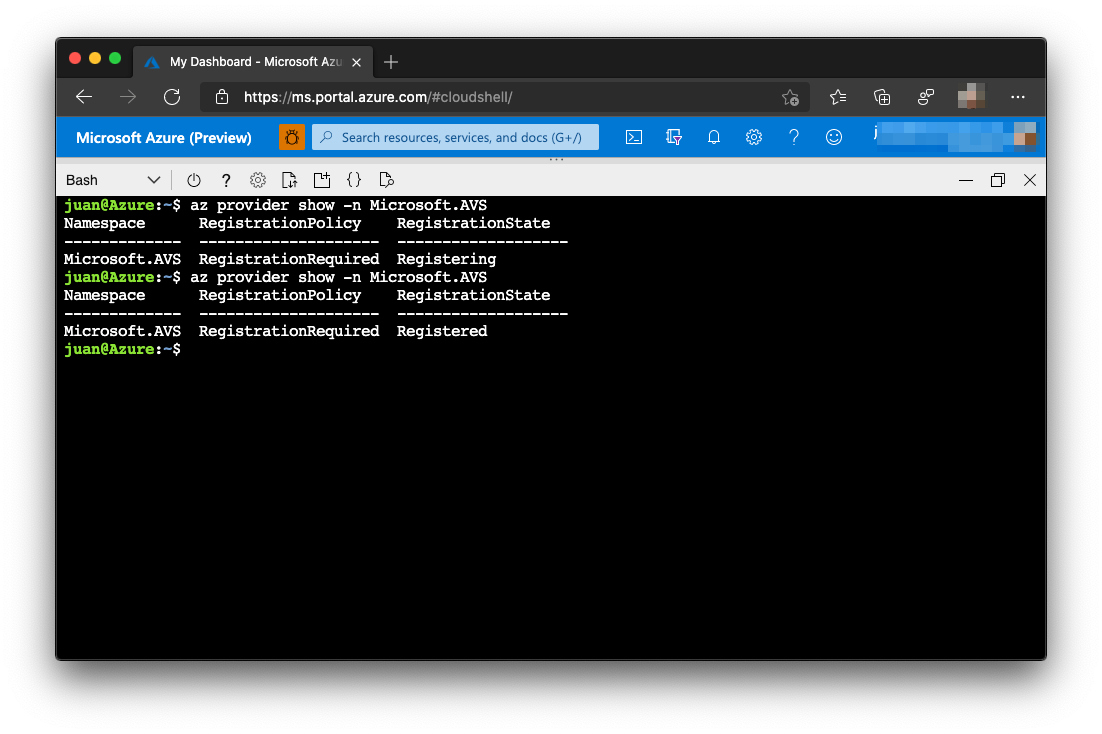 My Dashboard - Microsoft Azu
https://ms.portal.azure.com/#cloudshell/
Microsoft Azure (Preview)
Search resources, services, and docs (G+/)
j
Bash
juan@Azure:~$ az provider show -n Microsoft.AVS
Namespace RegistrationPolicy RegistrationState
------------- -------------------- -------------------
Microsoft.AVS RegistrationRequired Registering
juan@Azure:~$ az provider show -n Microsoft.AVS
Namespace RegistrationPolicy RegistrationState
------------- -------------------- -------------------
Microsoft.AVS RegistrationRequired Registered
juan@Azure:~$